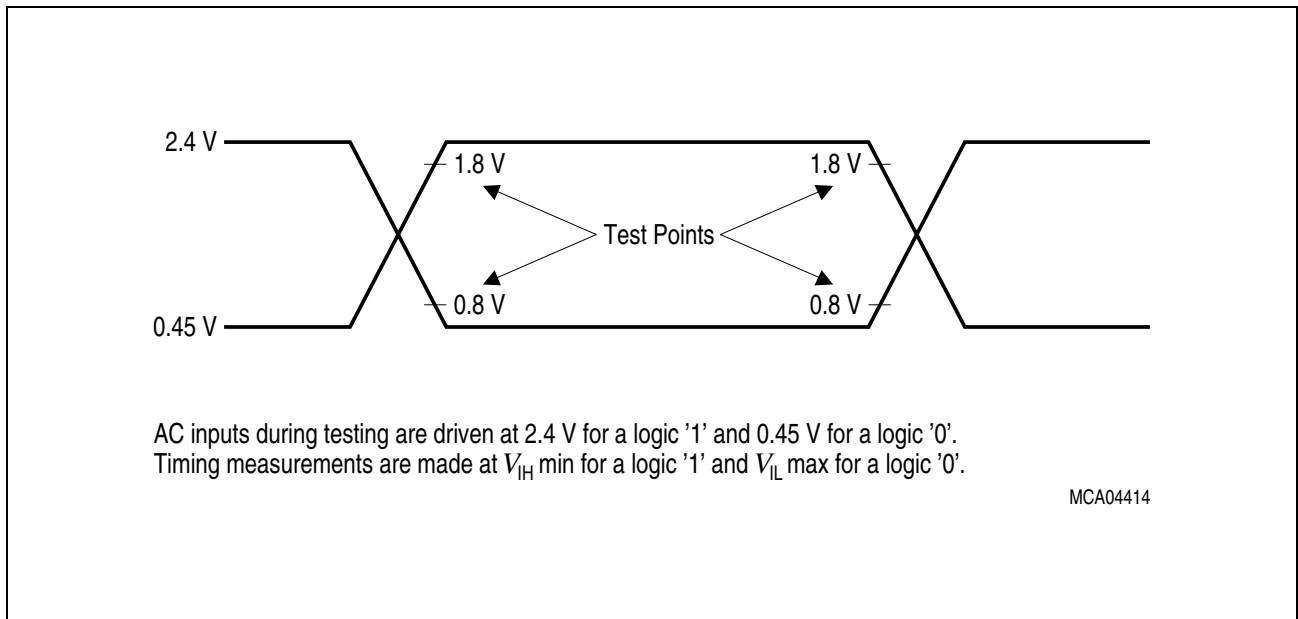 2.4 V
1.8 V
1.8 V
Test Points
0.8 V
0.8 V
0.45 V
AC inputs during testing are driven at 2.4 V for a logic ’1’ and 0.45 V for a logic ’0’.
Timing measurements are made at VIH min for a logic ’1’ and VIL max for a logic ’0’.
MCA04414